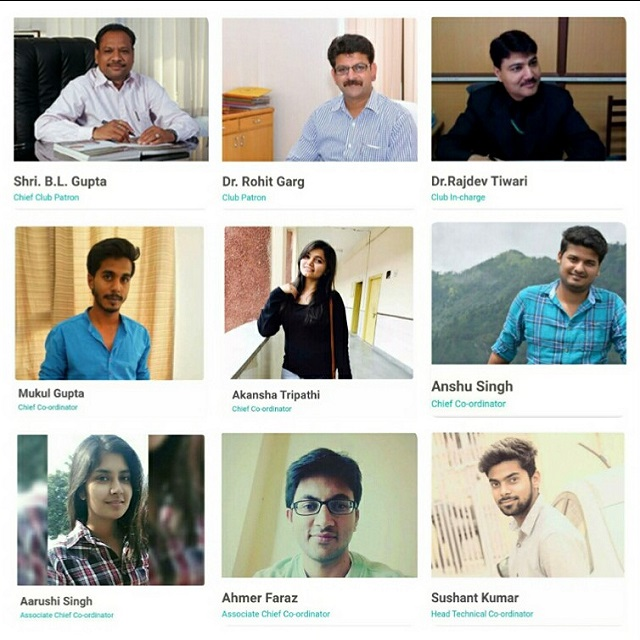 Shri. B.L. Gupta
Chief Club Patron
Dr. Rohit Garg
Club Patron
Dr.Rajdev Tiwari
Club In-charge
Mukul Gupta
Chief Co-ordinator
Akansha Tripathi
Chief Co-ordinator
Anshu Singh
Chief Co-ordinator
Aarushi Singh
Associate Chief Co-ordinator
Ahmer Faraz
Associate Chief Co-ordinator
Sushant Kumar
Head Technical Co-ordinator